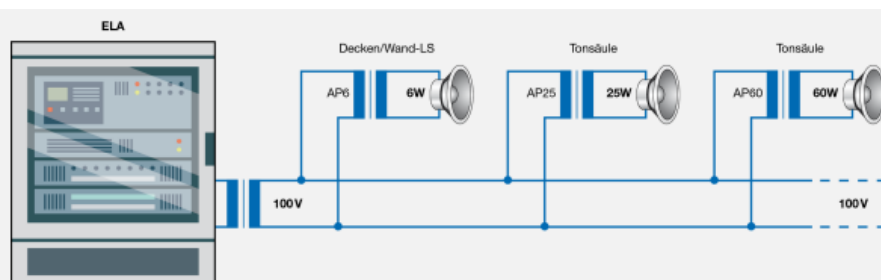 ELA
Decken/Wand-LS
Tonsäule
Tonsäule
AP6
6W
AP25
25W
AP60
60W
100V
100V